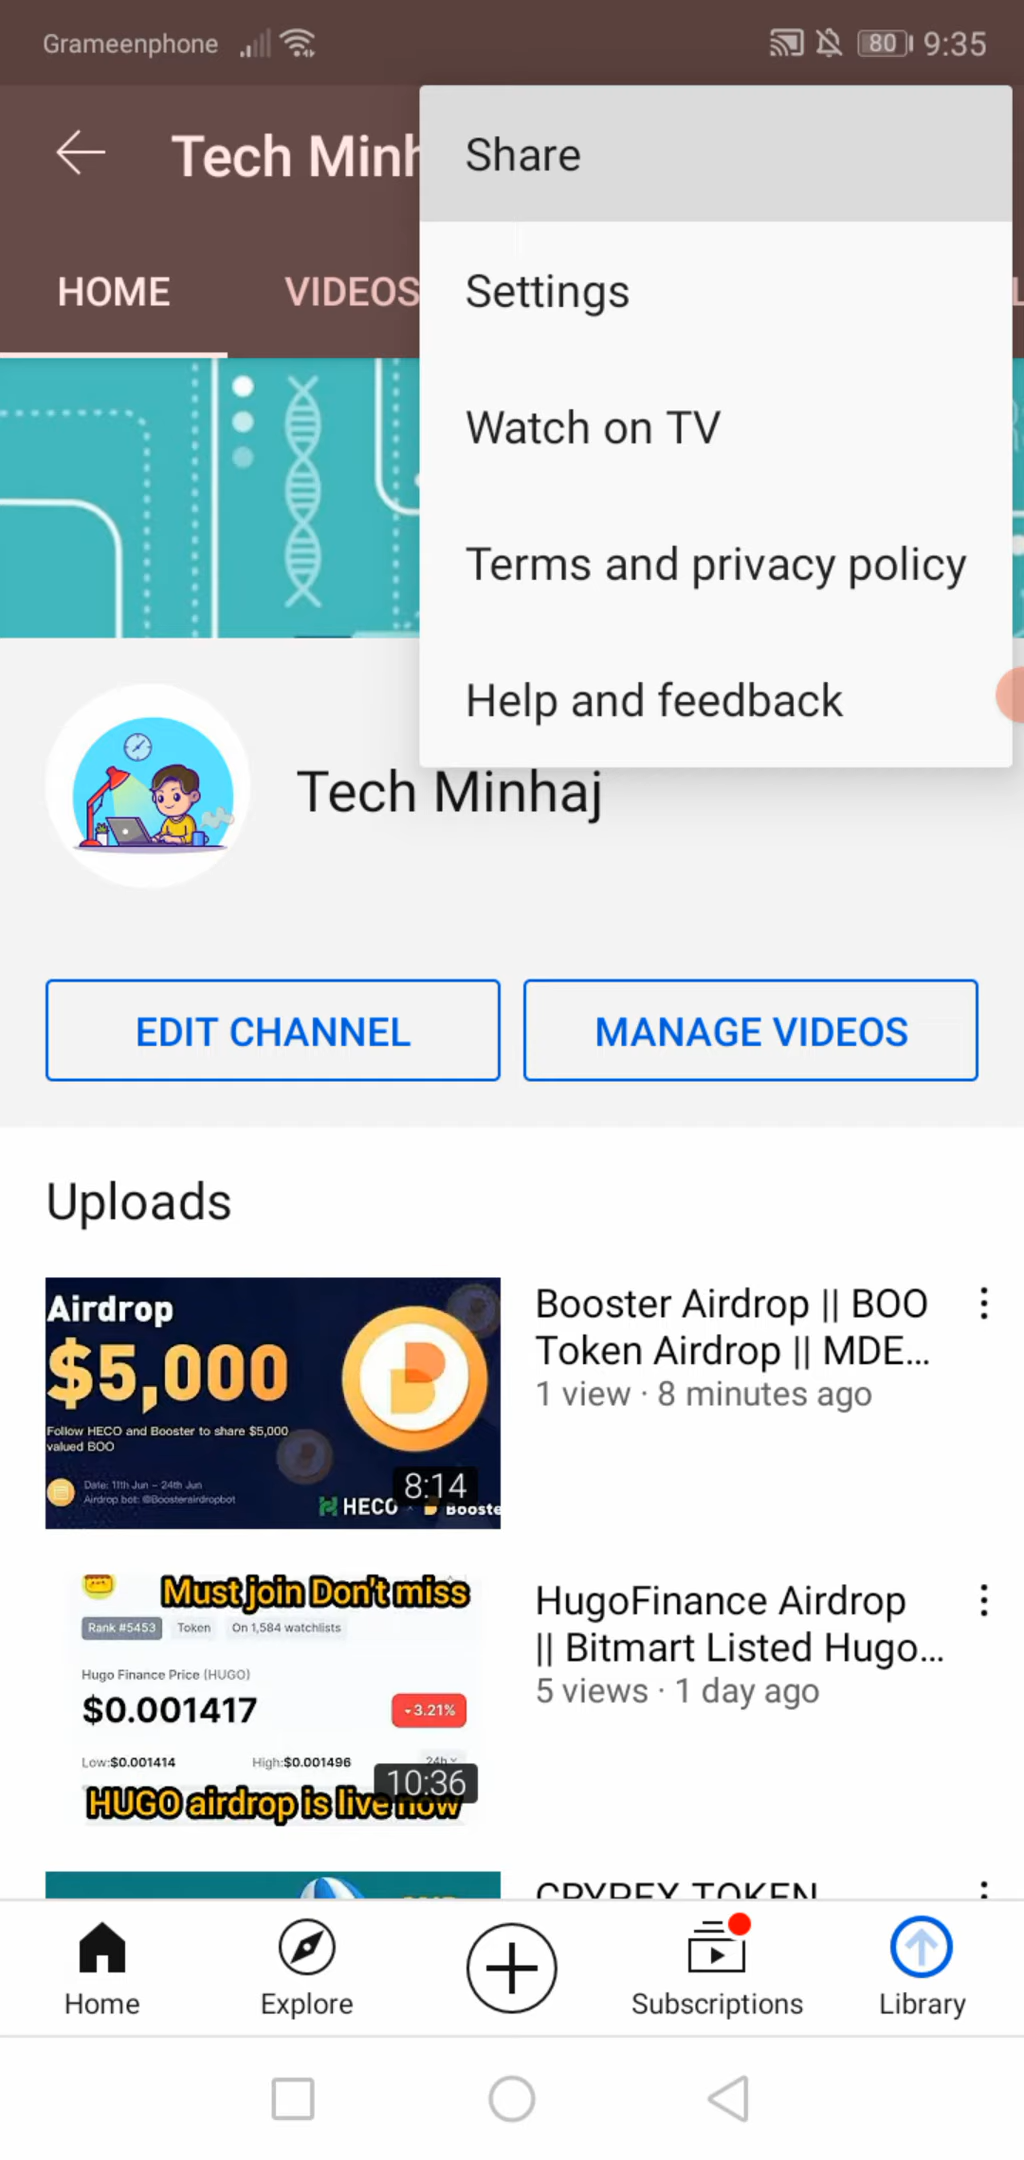 Grameenphone
80
9:35
Tech Minh
Share
HOME
VIDEOS
Settings
Watch on TV
Terms and privacy policy
Help and feedback
Tech Minhaj
EDIT CHANNEL
MANAGE VIDEOS
Uploads
Airdrop
$5,000
Follow HECO and Booster to share $5,000
valued BOO
Date: 11th Jun – 24th Jun
Airdrop bot: @Boosterairdropbot
HECO
Booste
8:14
Booster Airdrop || BOO
Token Airdrop || MDE...
1 view · 8 minutes ago
Must join Don't miss
Rank #5453
Token
On 1,584 watchlists
Hugo Finance Price (HUGO)
$0.001417
-3.21%
Low:$0.001414
High:$0.001496
24h
10:36
HUGO airdrop is live now
HugoFinance Airdrop
|| Bitmart Listed Hugo...
5 views · 1 day ago
Home
Explore
Subscriptions
Library